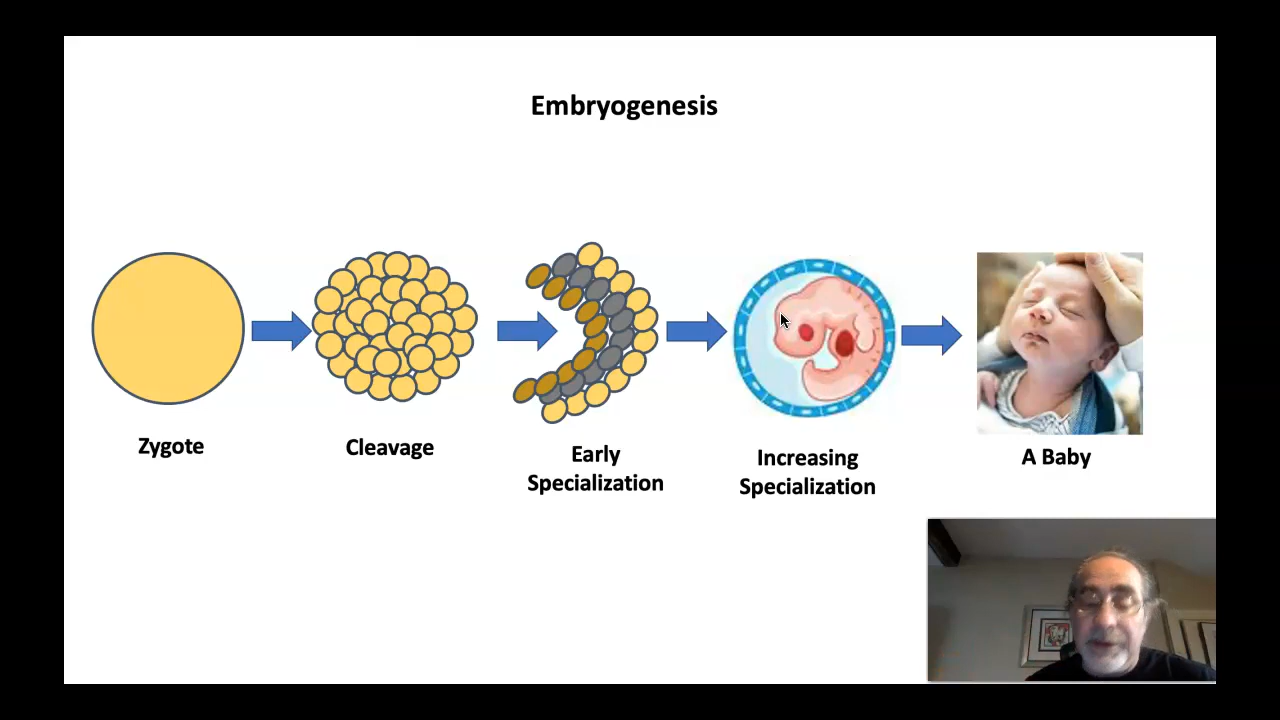 Embryogenesis
Zygote
Cleavage
Early
Specialization
Increasing
Specialization
A Baby